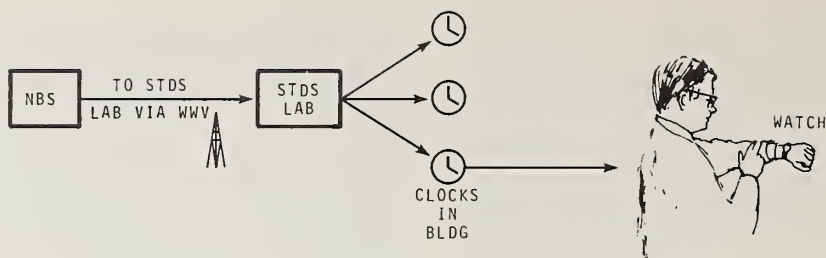 NBS
TO STDS
LAB VIA WWV
STDS
LAB
CLOCKS
IN
BLDG
WATCH